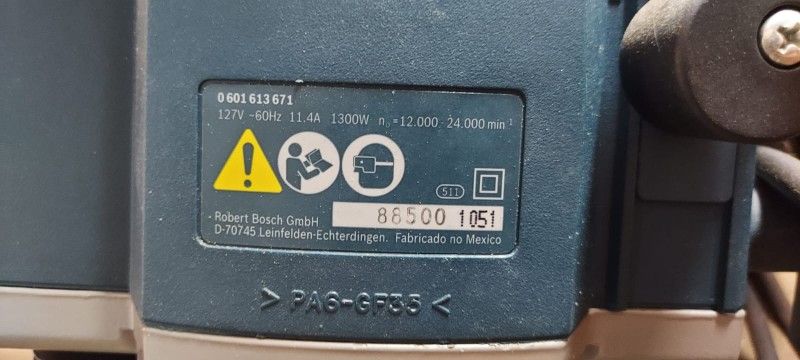 0 601 613 671
127V ~60Hz 11.4A 1300W n₀ =12.000 - 24.000 min⁻¹
511
88500 1051
Robert Bosch GmbH
D-70745 Leinfelden-Echterdingen. Fabricado no Mexico
> PA6-GF35 <